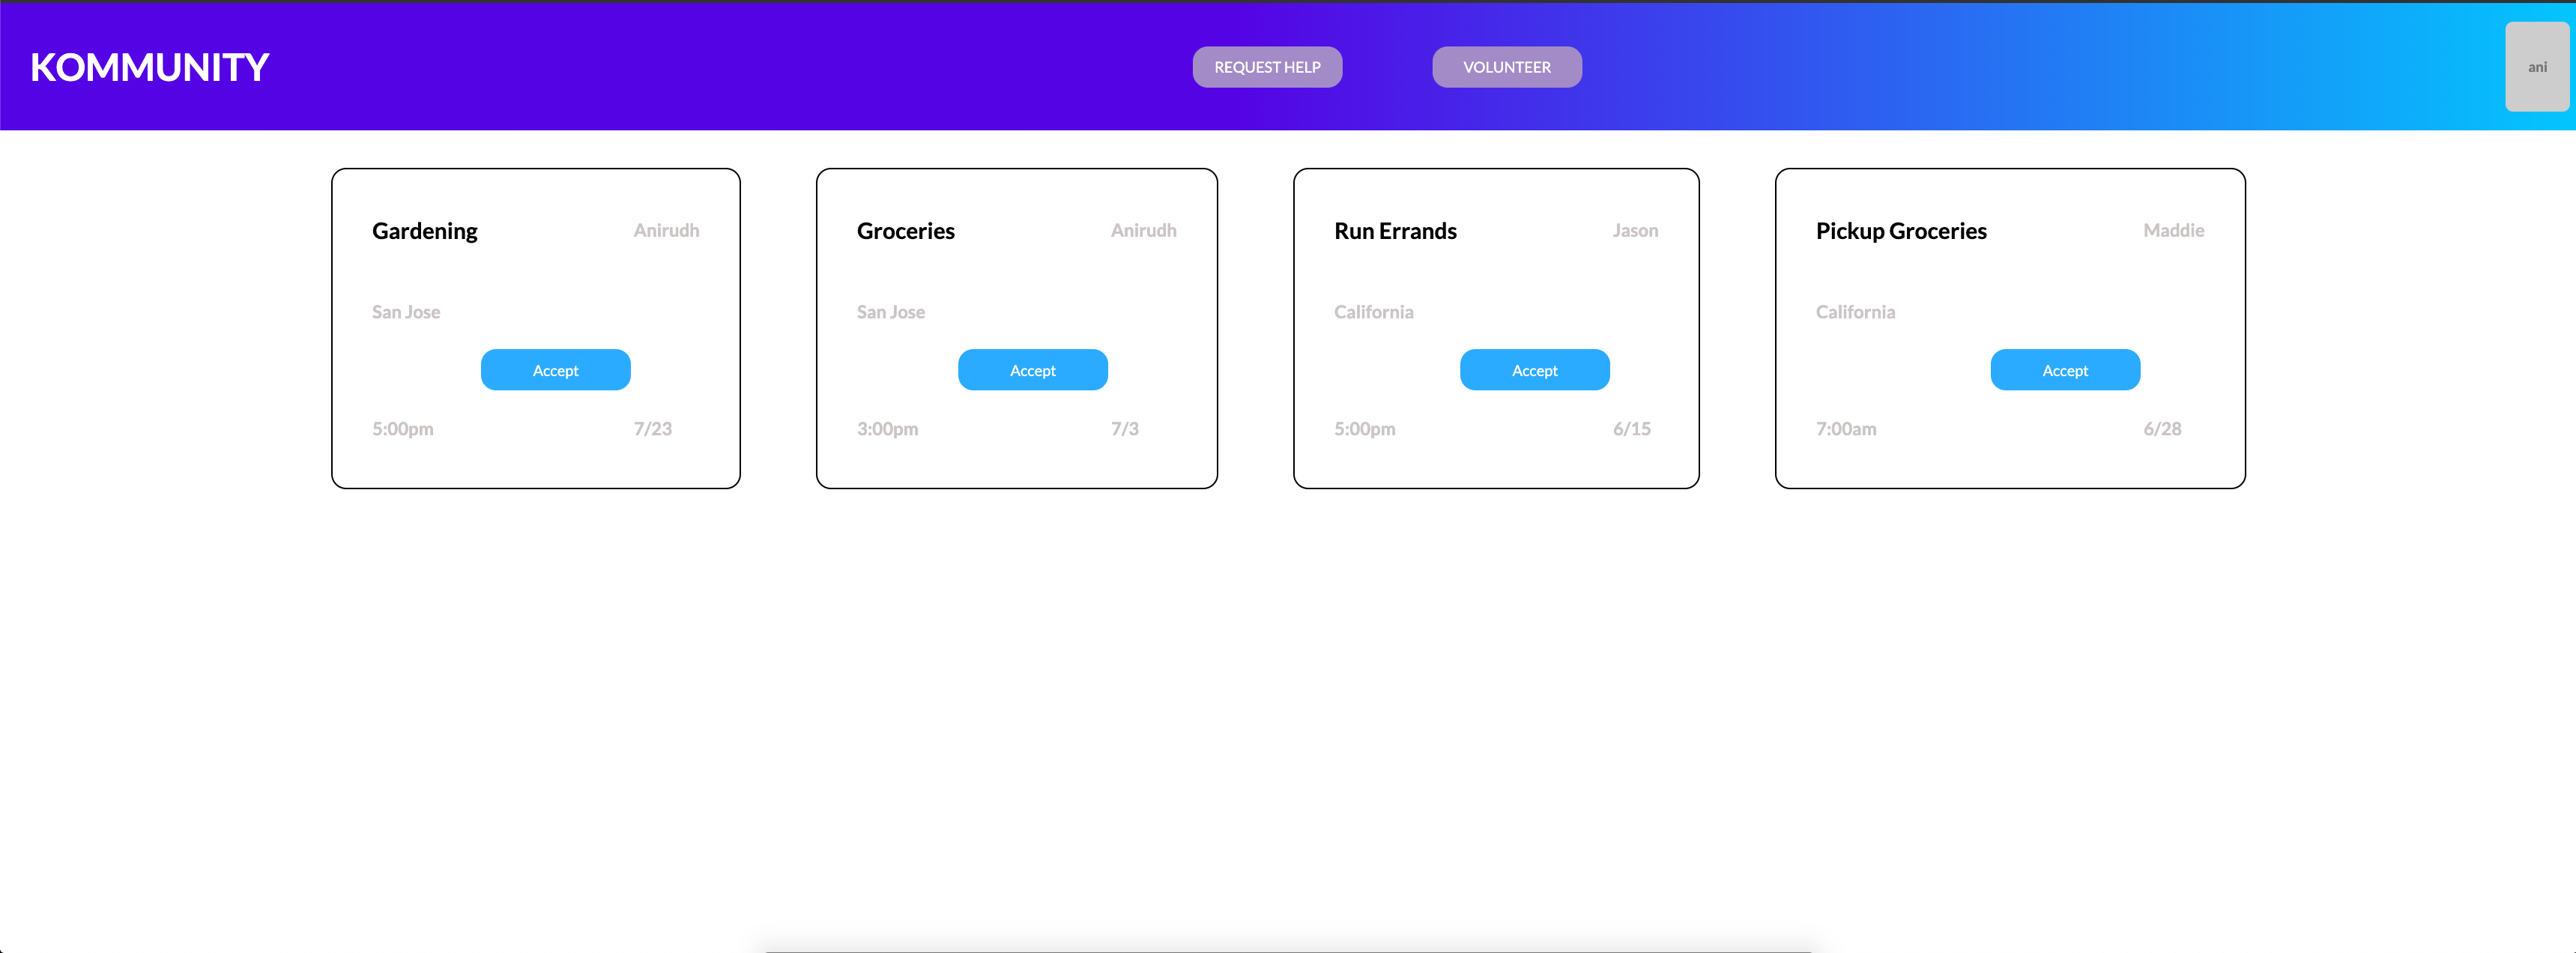 KOMMUNITY
REQUEST HELP
VOLUNTEER
ani
Gardening
Anirudh
San Jose
Accept
5:00pm
7/23
Groceries
Anirudh
San Jose
Accept
3:00pm
7/3
Run Errands
Jason
California
Accept
5:00pm
6/15
Pickup Groceries
Maddie
California
Accept
7:00am
6/28